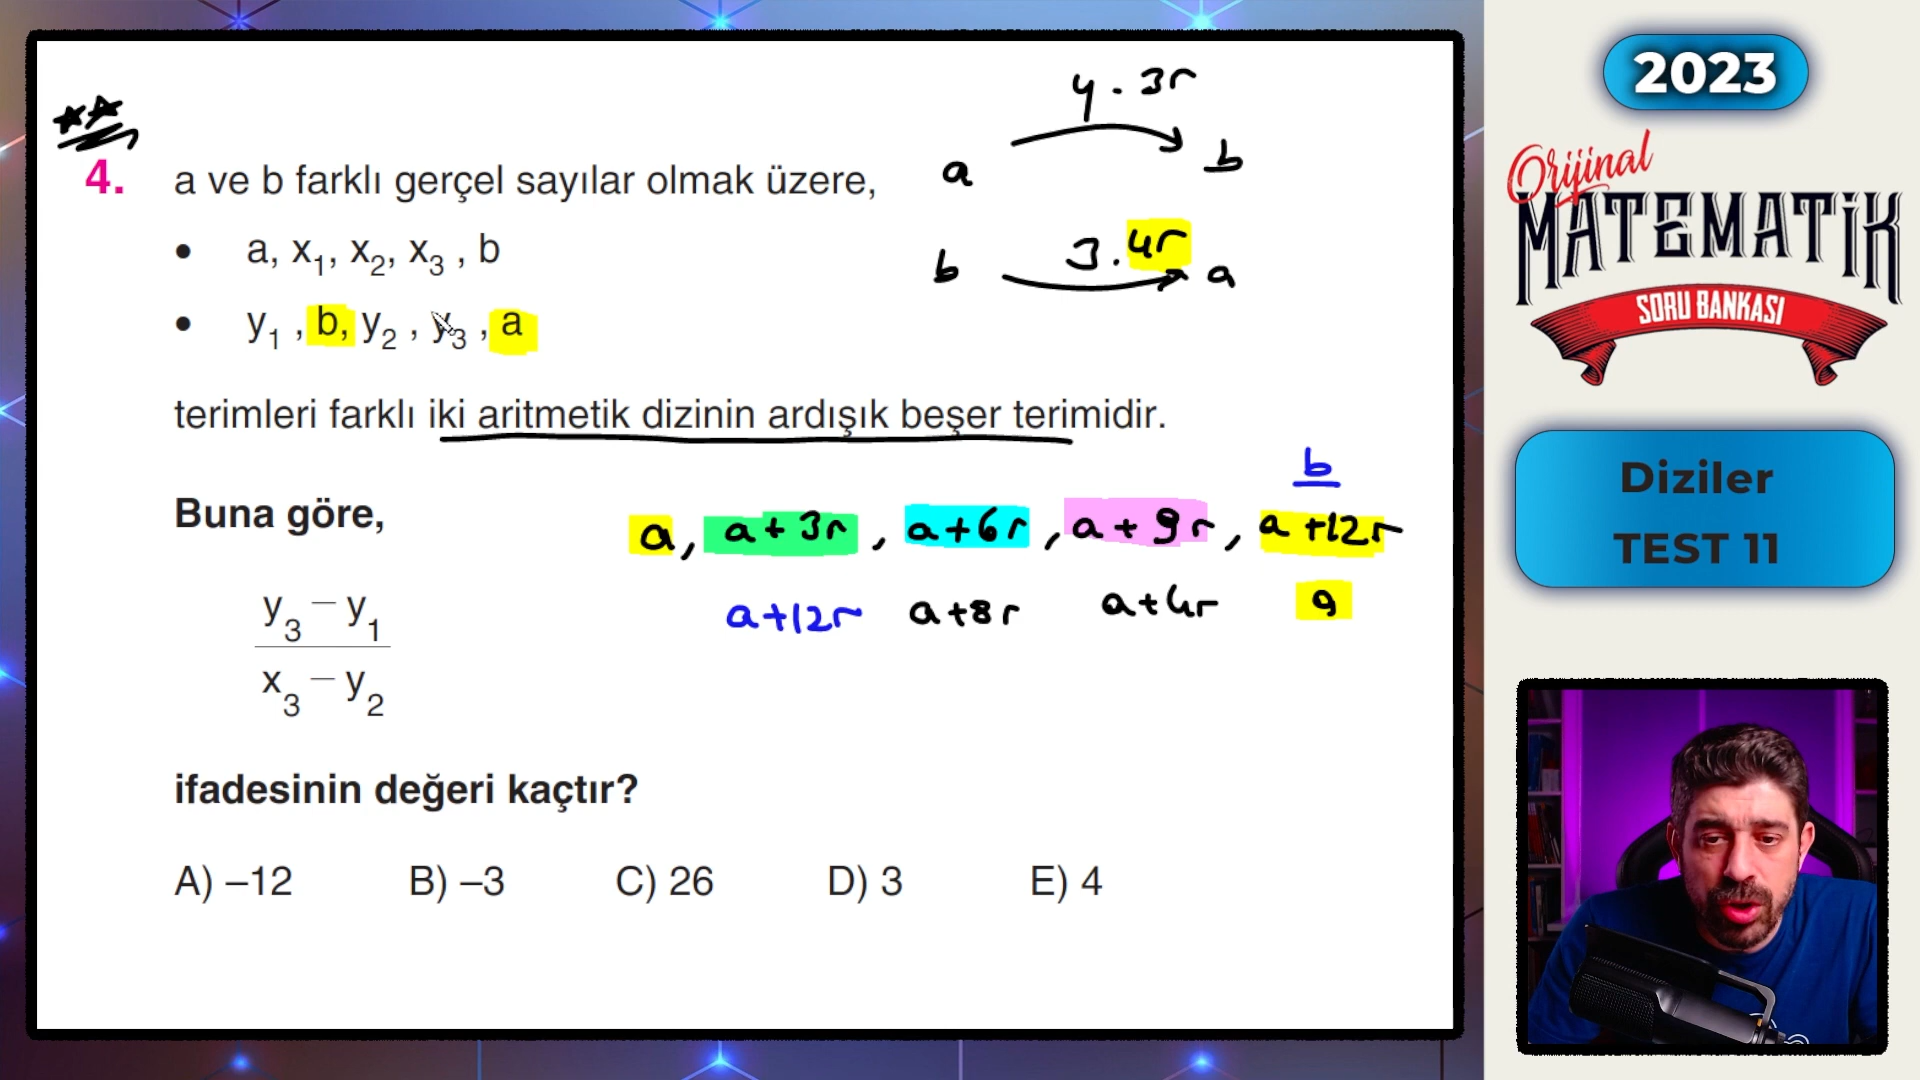 4. a ve b farklı gerçel sayılar olmak üzere,
• a, x₁, x₂, x₃ , b
• y₁ , b, y₂ , y₃ , a
terimleri farklı iki aritmetik dizinin ardışık beşer terimidir.
Buna göre,
y₃ − y₁
x₃ − y₂
ifadesinin değeri kaçtır?
A) –12 B) –3 C) 26 D) 3 E) 4
4 . 3r
a b
3 . 4r
b a
b
a, a+3r , a+6r , a+9r , a+12r
a+12r a+8r a+4r a
2023
Orijinal
MATEMATİK
SORU BANKASI
Diziler
TEST 11